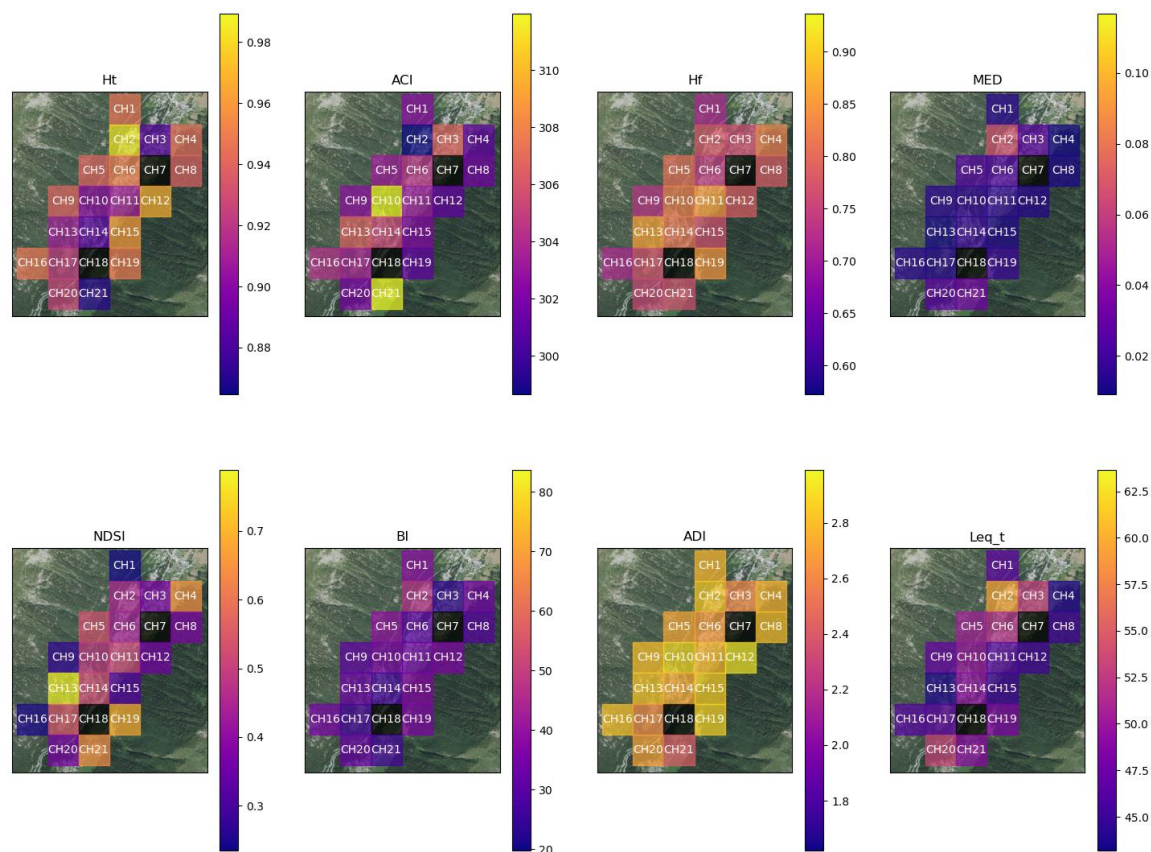 Ht
ACI
Hf
MED
0.98
0.96
0.94
0.92
0.90
0.88
310
308
306
304
302
300
0.90
0.85
0.80
0.75
0.70
0.65
0.60
0.10
0.08
0.06
0.04
0.02
CH1
CH2 CH3 CH4
CH5 CH6 CH7 CH8
CH9 CH10 CH11 CH12
CH13 CH14 CH15
CH16 CH17 CH18 CH19
CH20 CH21
CH1
CH2 CH3 CH4
CH5 CH6 CH7 CH8
CH9 CH10 CH11 CH12
CH13 CH14 CH15
CH16 CH17 CH18 CH19
CH20 CH21
CH1
CH2 CH3 CH4
CH5 CH6 CH7 CH8
CH9 CH10 CH11 CH12
CH13 CH14 CH15
CH16 CH17 CH18 CH19
CH20 CH21
CH1
CH2 CH3 CH4
CH5 CH6 CH7 CH8
CH9 CH10 CH11 CH12
CH13 CH14 CH15
CH16 CH17 CH18 CH19
CH20 CH21
NDSI
BI
ADI
Leq_t
0.7
0.6
0.5
0.4
0.3
80
70
60
50
40
30
20
2.8
2.6
2.4
2.2
2.0
1.8
62.5
60.0
57.5
55.0
52.5
50.0
47.5
45.0
CH1
CH2 CH3 CH4
CH5 CH6 CH7 CH8
CH9 CH10 CH11 CH12
CH13 CH14 CH15
CH16 CH17 CH18 CH19
CH20 CH21
CH1
CH2 CH3 CH4
CH5 CH6 CH7 CH8
CH9 CH10 CH11 CH12
CH13 CH14 CH15
CH16 CH17 CH18 CH19
CH20 CH21
CH1
CH2 CH3 CH4
CH5 CH6 CH7 CH8
CH9 CH10 CH11 CH12
CH13 CH14 CH15
CH16 CH17 CH18 CH19
CH20 CH21
CH1
CH2 CH3 CH4
CH5 CH6 CH7 CH8
CH9 CH10 CH11 CH12
CH13 CH14 CH15
CH16 CH17 CH18 CH19
CH20 CH21